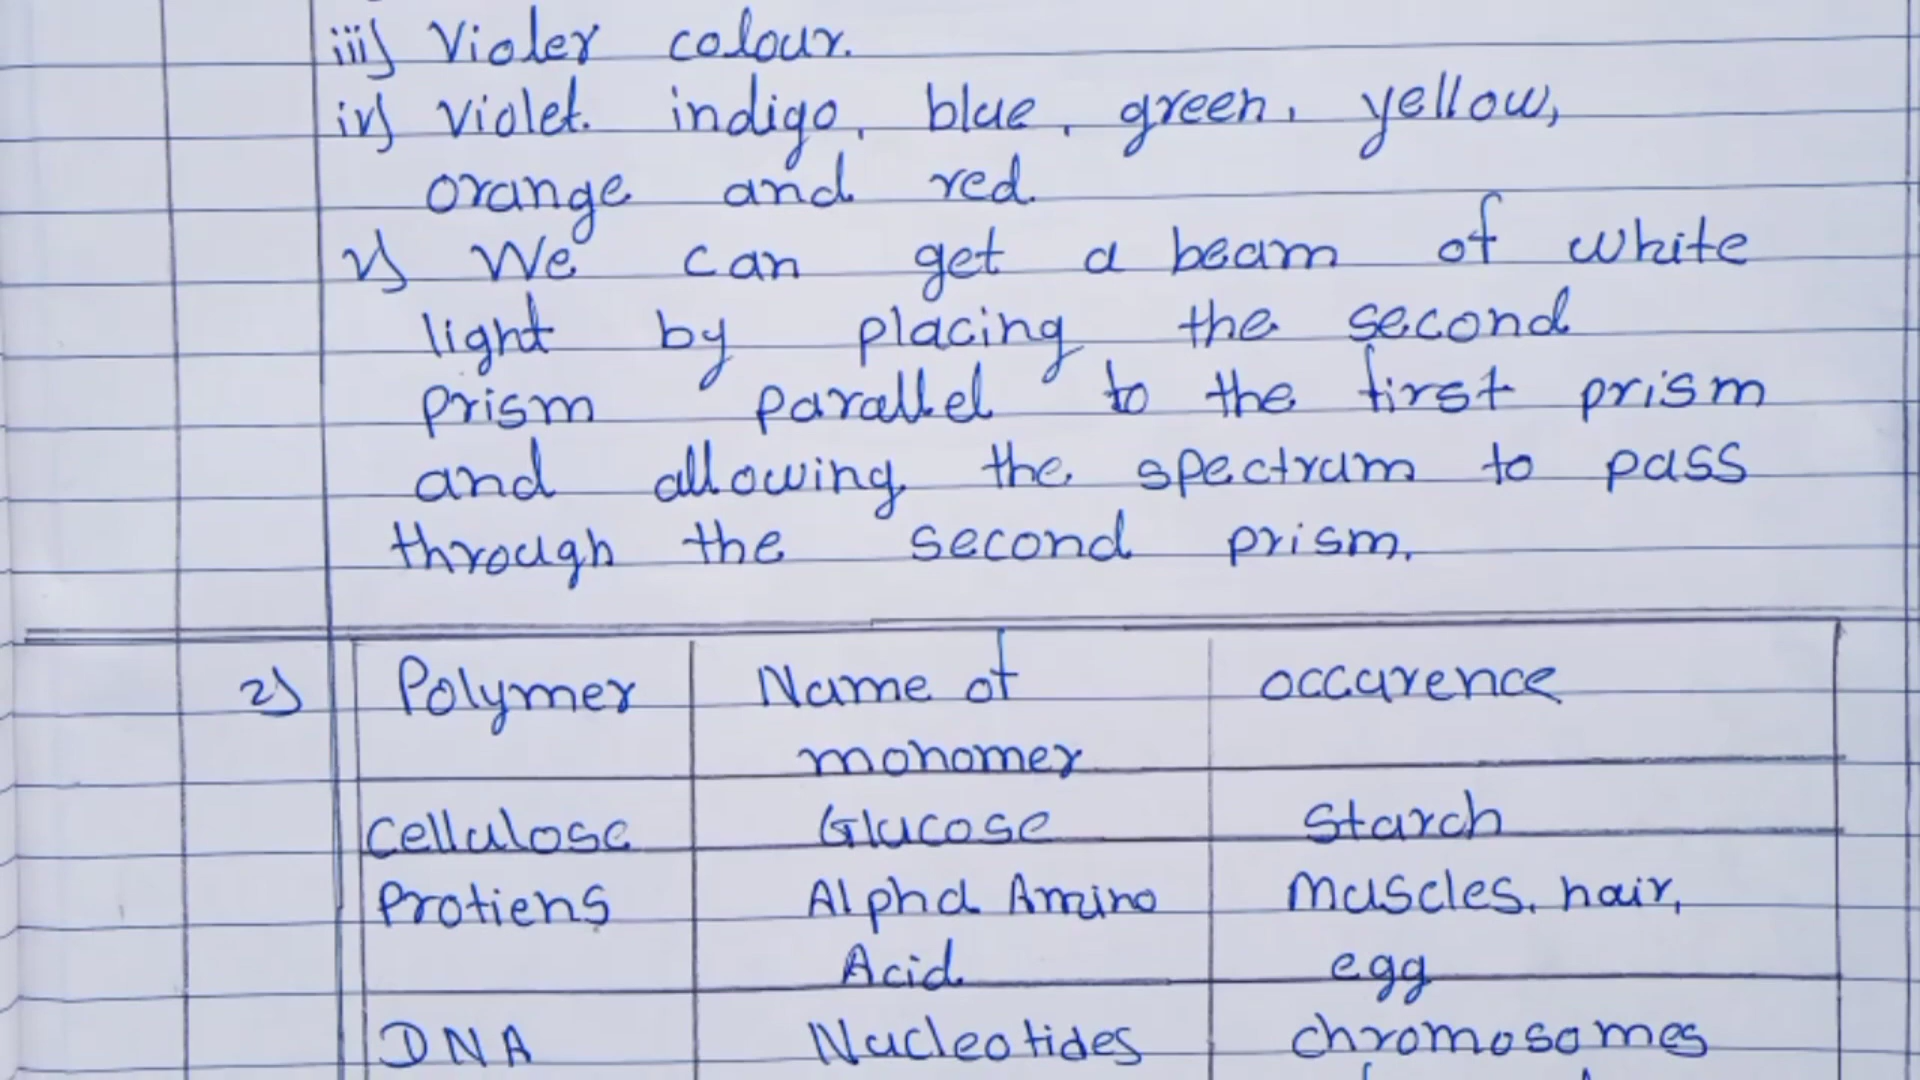 iii) Violer colour.
iv) Violet. indigo, blue, green, yellow,
orange and red.
v) We can get a beam of white
light by placing the second
prism parallel to the first prism
and allowing the spectrum to pass
through the second prism.
2) Polymer Name of occurence
monomer
Cellulose Glucose Starch
Protiens Alpha Amino Muscles, hair,
Acid egg
DNA Nucleotides chromosomes